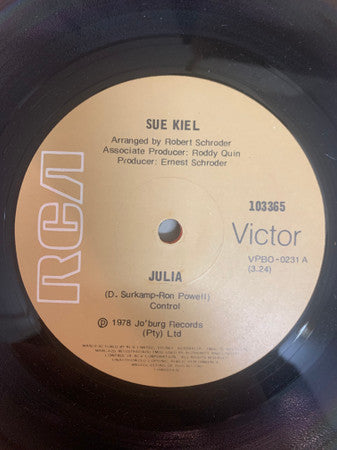 SUE KIEL
Arranged by Robert Schroder
Associate Producer: Roddy Quin
Producer: Ernest Schroder
RCA
103365
Victor
VPBO-0231 A
(3.24)
JULIA
(D. Surkamp-Ron Powell)
Control
℗ 1978 Jo'burg Records
(Pty) Ltd